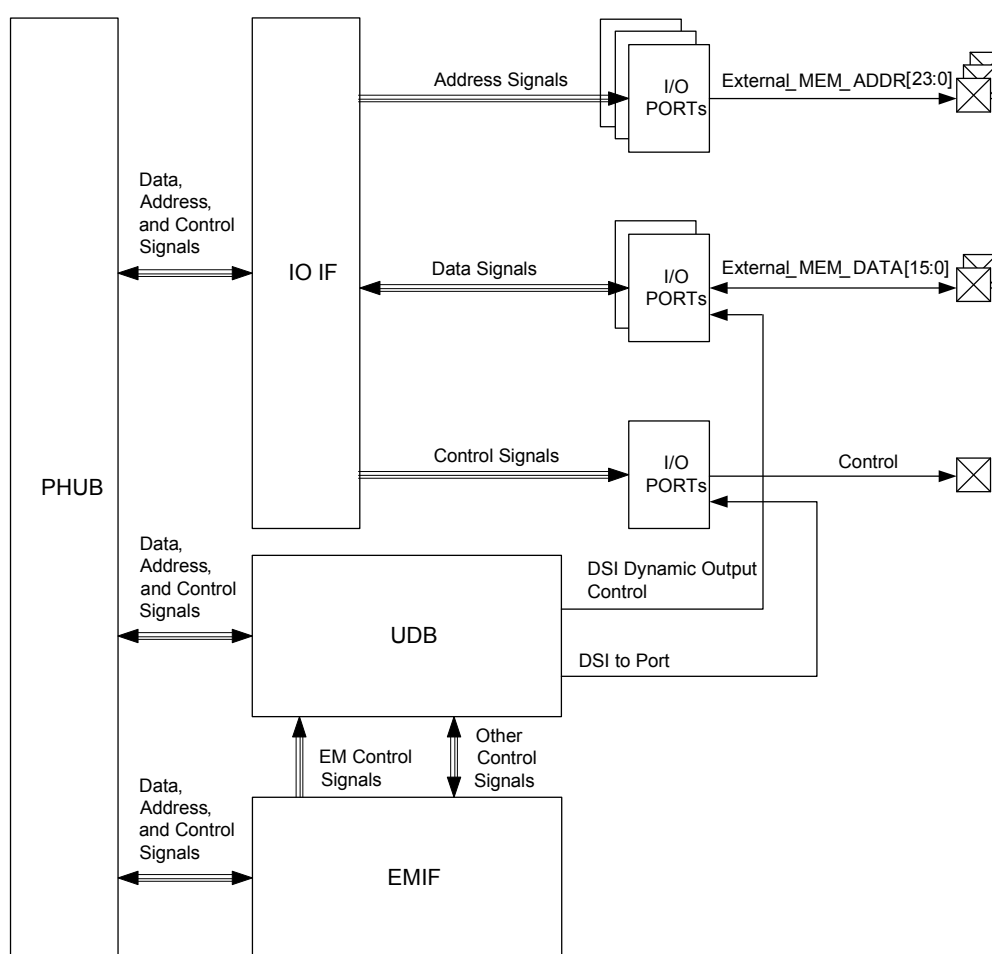 Address Signals
I/O
PORTs
External_MEM_ADDR[23:0]
Data,
Address,
and Control
Signals
IO IF
Data Signals
I/O
PORTs
External_MEM_DATA[15:0]
Control Signals
I/O
PORTs
Control
PHUB
Data,
Address,
and Control
Signals
UDB
DSI Dynamic Output
Control
DSI to Port
EM Control
Signals
Other
Control
Signals
Data,
Address,
and Control
Signals
EMIF